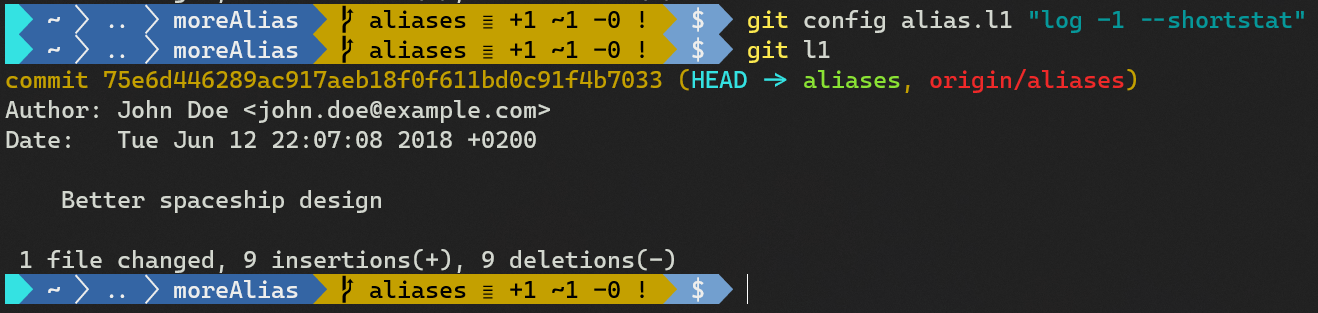 ~ .. moreAlias aliases ≡ +1 ~1 -0 ! $ git config alias.l1 "log -1 --shortstat"
~ .. moreAlias aliases ≡ +1 ~1 -0 ! $ git l1
commit 75e6d446289ac917aeb18f0f611bd0c91f4b7033 (HEAD -> aliases, origin/aliases)
Author: John Doe <john.doe@example.com>
Date:   Tue Jun 12 22:07:08 2018 +0200
Better spaceship design
1 file changed, 9 insertions(+), 9 deletions(-)
~ .. moreAlias aliases ≡ +1 ~1 -0 ! $